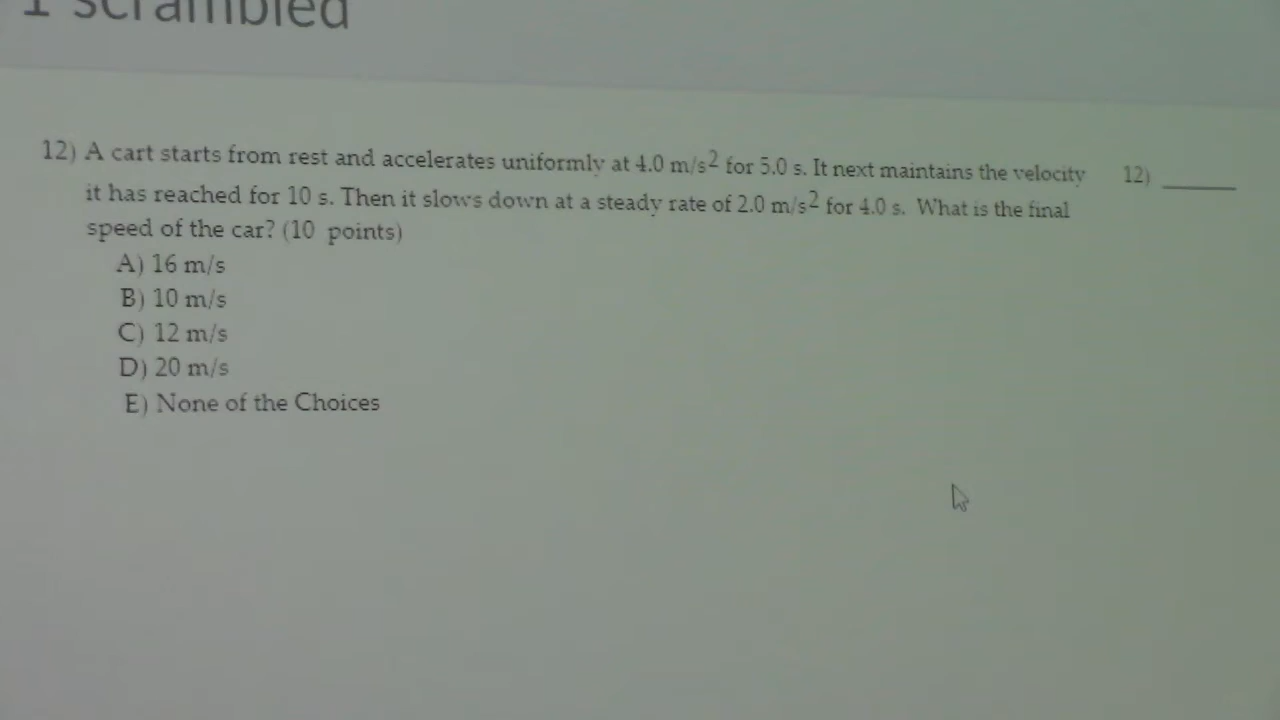 1 scrambled
12) A cart starts from rest and accelerates uniformly at 4.0 m/s2 for 5.0 s. It next maintains the velocity 12) ______
it has reached for 10 s. Then it slows down at a steady rate of 2.0 m/s2 for 4.0 s. What is the final
speed of the car? (10 points)
A) 16 m/s
B) 10 m/s
C) 12 m/s
D) 20 m/s
E) None of the Choices